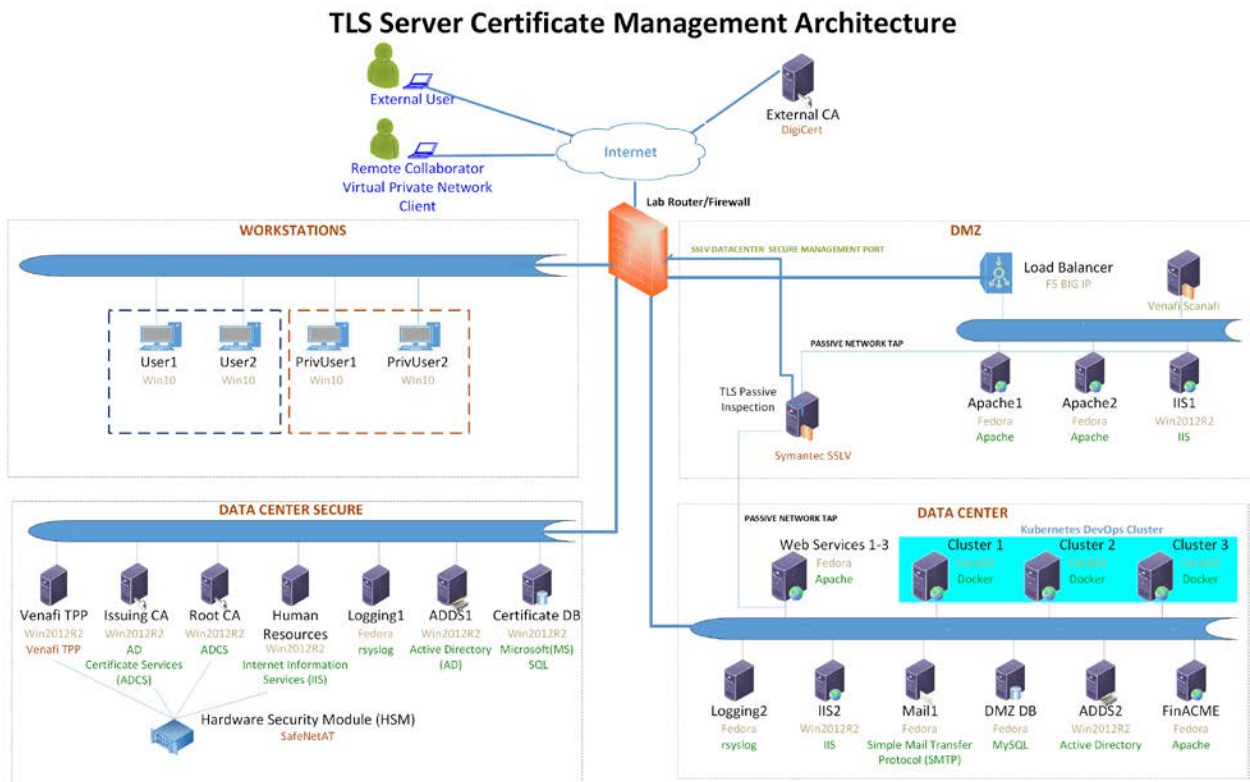 TLS Server Certificate Management Architecture
External User
External CA
DigiCert
Internet
Remote Collaborator
Virtual Private Network
Client
Lab Router/Firewall
WORKSTATIONS
User1
Win10
User2
Win10
PrivUser1
Win10
PrivUser2
Win10
DMZ
SSLV DATACENTER SECURE MANAGEMENT PORT
Load Balancer
F5 BIG IP
Venafi Scanafi
PASSIVE NETWORK TAP
TLS Passive
Inspection
Symantec SSLV
Apache1
Fedora
Apache
Apache2
Fedora
Apache
IIS1
Win2012R2
IIS
DATA CENTER SECURE
Venafi TPP
Win2012R2
Venafi TPP
Issuing CA
Win2012R2
AD
Certificate Services
(ADCS)
Root CA
Win2012R2
ADCS
Human
Resources
Win2012R2
Internet Information
Services (IIS)
Logging1
Fedora
rsyslog
ADDS1
Win2012R2
Active Directory
(AD)
Certificate DB
Win2012R2
Microsoft(MS)
SQL
Hardware Security Module (HSM)
SafeNetAT
PASSIVE NETWORK TAP
DATA CENTER
Kubernetes DevOps Cluster
Web Services 1-3
Fedora
Apache
Cluster 1
Docker
Cluster 2
Docker
Cluster 3
Docker
Logging2
Fedora
rsyslog
IIS2
Win2012R2
IIS
Mail1
Fedora
Simple Mail Transfer
Protocol (SMTP)
DMZ DB
Fedora
MySQL
ADDS2
Win2012R2
Active Directory
FinACME
Fedora
Apache